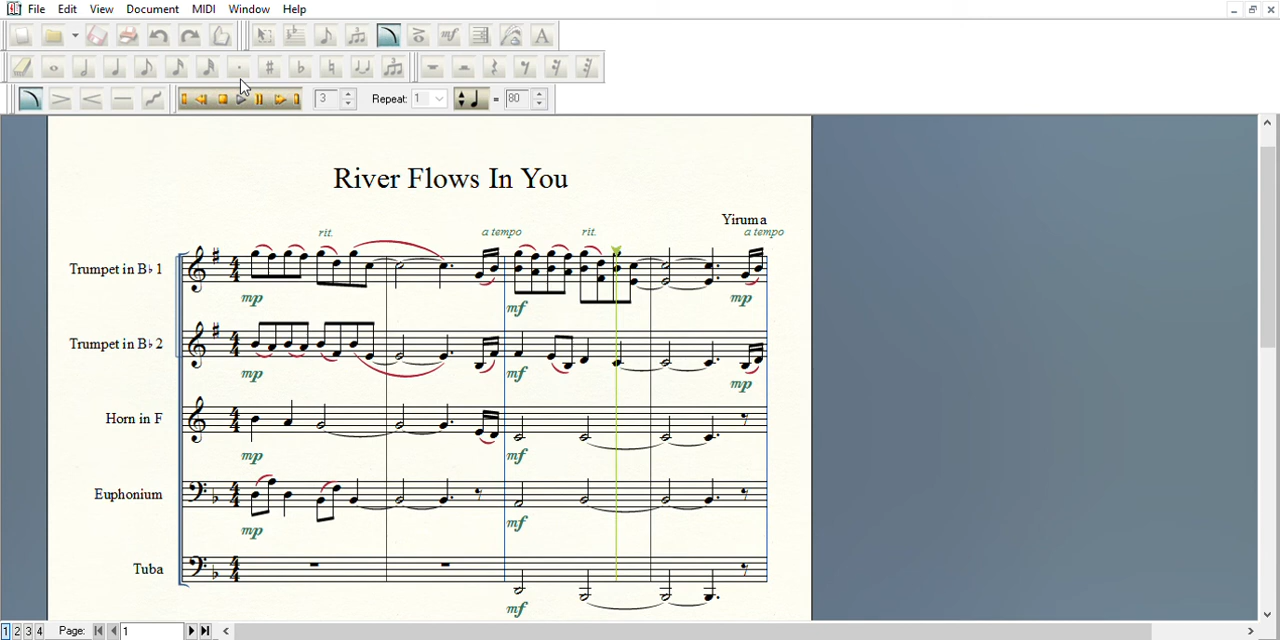 File Edit View Document MIDI Window Help
3 Repeat: 1 = 80
River Flows In You
Yiruma
rit. a tempo rit. a tempo
Trumpet in B♭ 1
mp mf mp
Trumpet in B♭ 2
mp mf mp
Horn in F
mp mf
Euphonium
mp mf
Tuba
mf
1 2 3 4 Page: 1